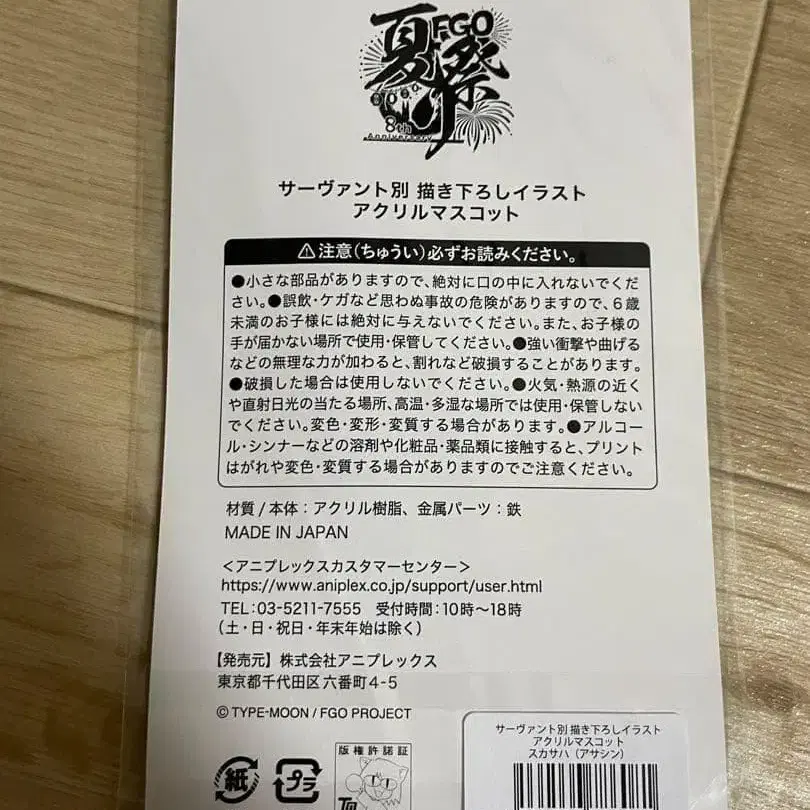 FGO
夏祭り
8th
Anniversary
サーヴァント別 描き下ろしイラスト
アクリルマスコット
⚠注意(ちゅうい)必ずお読みください。
●小さな部品がありますので、絶対に口の中に入れないでくだ
さい。●誤飲・ケガなど思わぬ事故の危険がありますので、6歳
未満のお子様には絶対に与えないでください。また、お子様の
手が届かない場所で使用・保管してください。●強い衝撃や曲げる
などの無理な力が加わると、割れなど破損することがあります。
●破損した場合は使用しないでください。●火気・熱源の近く
や直射日光の当たる場所、高温・多湿な場所では使用・保管しない
でください。変色・変形・変質する場合があります。●アルコー
ル・シンナーなどの溶剤や化粧品・薬品類に接触すると、プリント
はがれや変色・変質する場合がありますのでご注意ください。
材質/本体:アクリル樹脂、金属パーツ:鉄
MADE IN JAPAN
<アニプレックスカスタマーセンター>
https://www.aniplex.co.jp/support/user.html
TEL:03-5211-7555 受付時間:10時~18時
(土・日・祝日・年末年始は除く)
【発売元】株式会社アニプレックス
東京都千代田区六番町4-5
© TYPE-MOON / FGO PROJECT
紙
プラ
版権許諾証
サーヴァント別 描き下ろしイラスト
アクリルマスコット
スカサハ(アサシン)